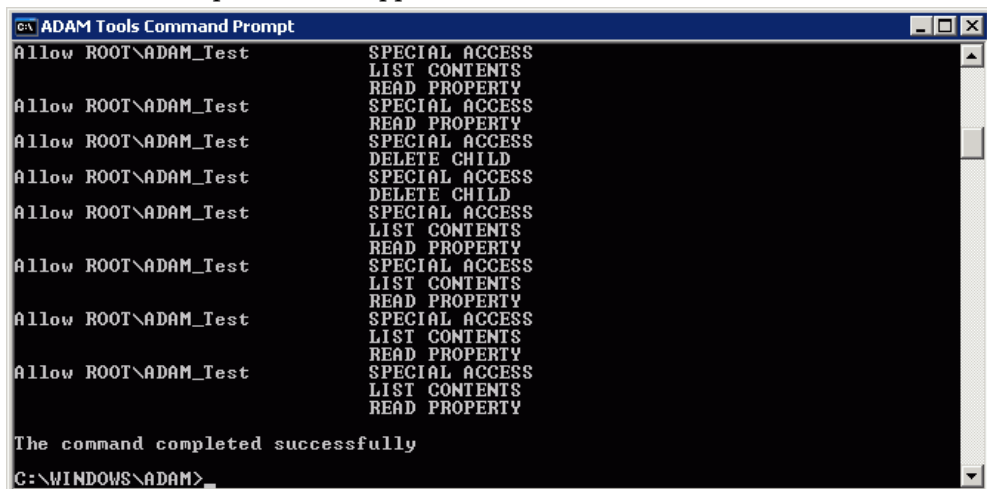 ADAM Tools Command Prompt
Allow ROOT\ADAM_Test SPECIAL ACCESS
LIST CONTENTS
READ PROPERTY
Allow ROOT\ADAM_Test SPECIAL ACCESS
READ PROPERTY
Allow ROOT\ADAM_Test SPECIAL ACCESS
DELETE CHILD
Allow ROOT\ADAM_Test SPECIAL ACCESS
DELETE CHILD
Allow ROOT\ADAM_Test SPECIAL ACCESS
LIST CONTENTS
READ PROPERTY
Allow ROOT\ADAM_Test SPECIAL ACCESS
LIST CONTENTS
READ PROPERTY
Allow ROOT\ADAM_Test SPECIAL ACCESS
LIST CONTENTS
READ PROPERTY
Allow ROOT\ADAM_Test SPECIAL ACCESS
LIST CONTENTS
READ PROPERTY
The command completed successfully
C:\WINDOWS\ADAM>_